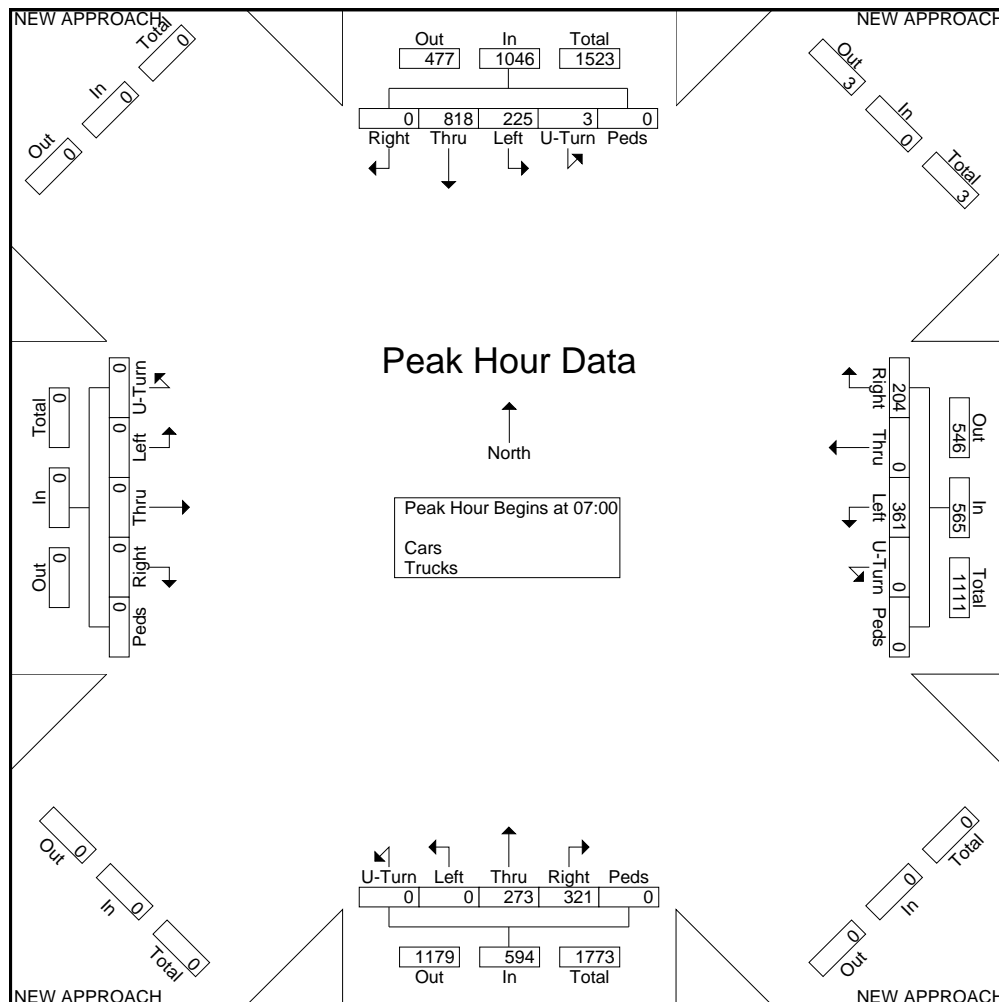 NEW APPROACH
Total
0
In
0
Out
0
Out In Total
477 1046 1523
0 818 225 3 0
Right Thru Left U-Turn Peds
NEW APPROACH
Out
3
In
0
Total
3
Peak Hour Data
North
Peak Hour Begins at 07:00
Cars
Trucks
Total
0
In
0
Out
0
0 0 0 0 0
U-Turn Left Thru Right Peds
204 0 361 0 0
Right Thru Left U-Turn Peds
Out In Total
546 565 1111
U-Turn Left Thru Right Peds
0 0 273 321 0
1179 594 1773
Out In Total
0
Out
0
In
0
Total
NEW APPROACH
0
Total
0
In
0
Out
NEW APPROACH